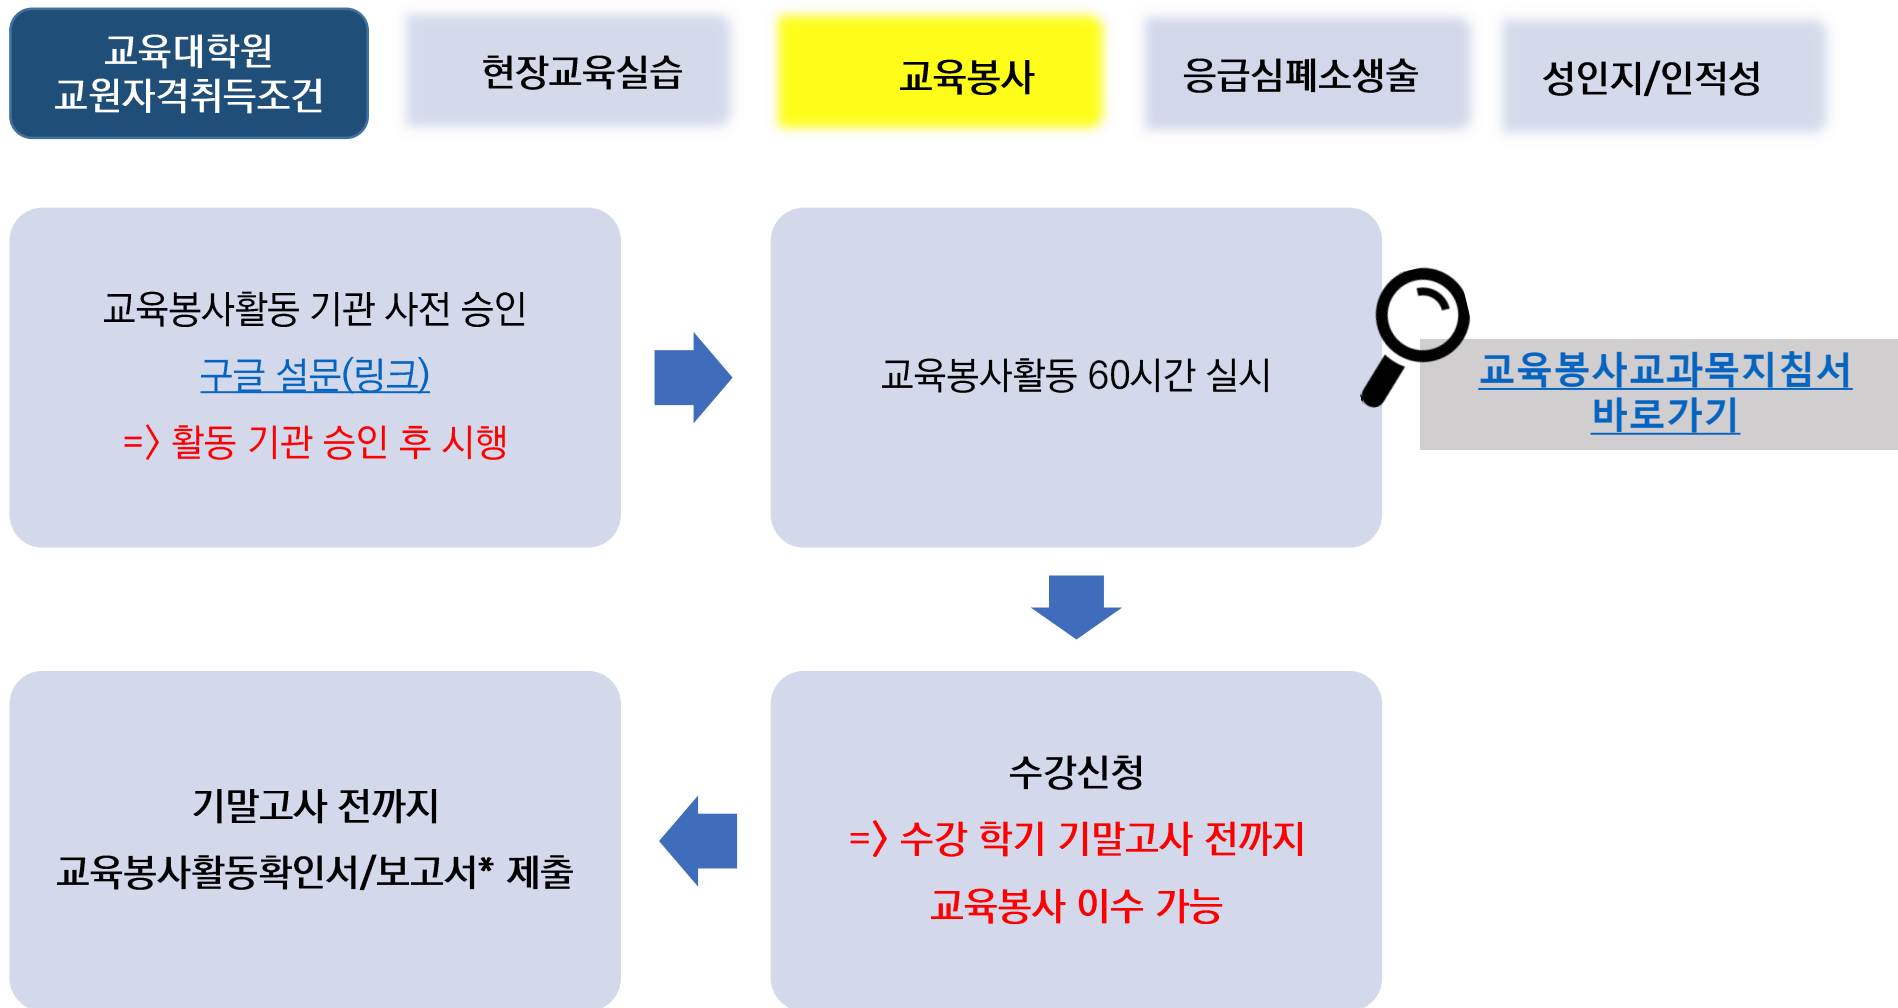 교육대학원
교원자격취득조건
현장교육실습
교육봉사
응급심폐소생술
성인지/인적성
교육봉사활동 기관 사전 승인
구글 설문(링크)
=> 활동 기관 승인 후 시행
교육봉사활동 60시간 실시
교육봉사교과목지침서
바로가기
수강신청
=> 수강 학기 기말고사 전까지
교육봉사 이수 가능
기말고사 전까지
교육봉사활동확인서/보고서* 제출